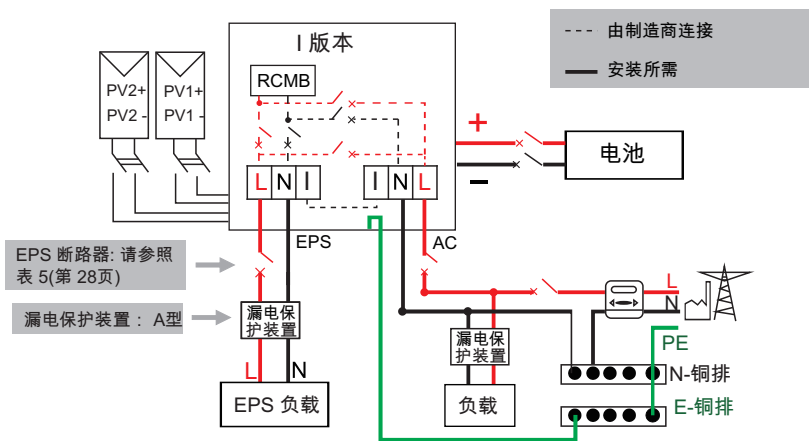 I 版本
由制造商连接
安装所需
RCMB
PV2+
PV2 -
PV1+
PV1 -
+
−
电池
L N I
I N L
EPS
AC
EPS 断路器: 请参照
表 5(第 28页)
漏电保护装置： A型
漏电保
护装置
漏电保
护装置
L
N
PE
L
N
EPS 负载
负载
N-铜排
E-铜排